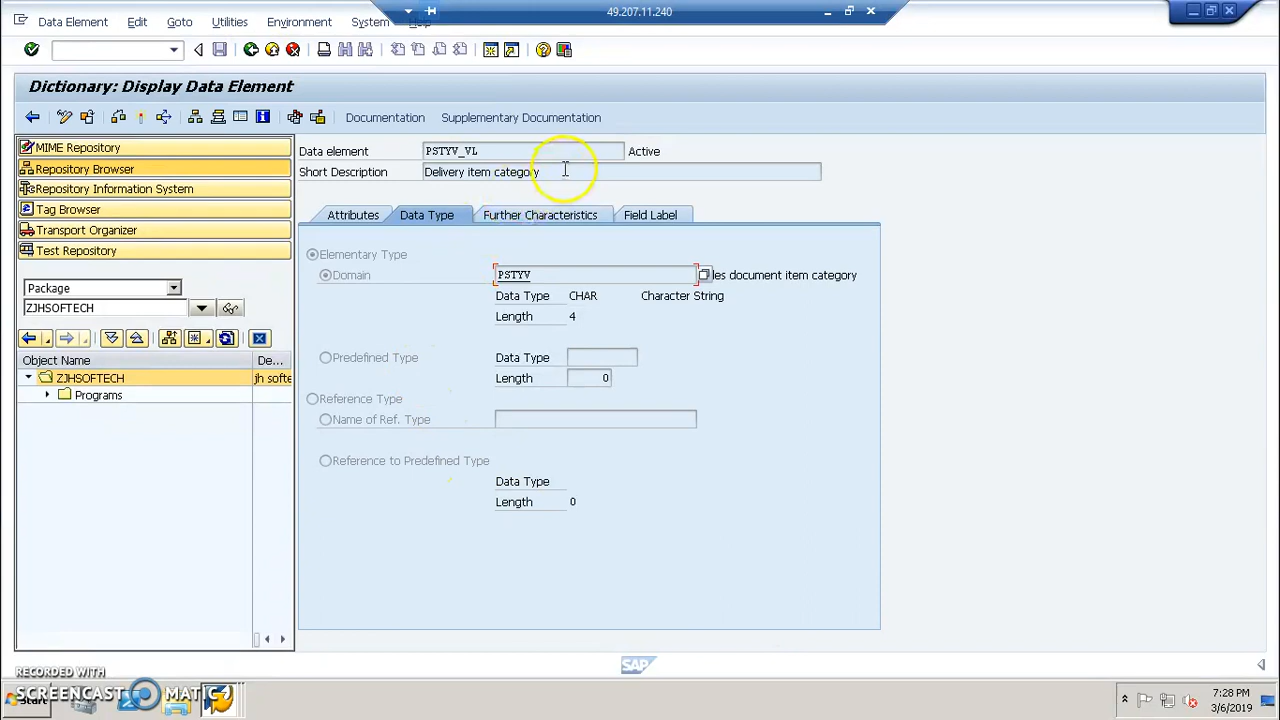 49.207.11.240
Data Element Edit Goto Utilities Environment System Help
Dictionary: Display Data Element
Documentation Supplementary Documentation
MIME Repository
Repository Browser
Repository Information System
Tag Browser
Transport Organizer
Test Repository
Package
ZJHSOFTECH
Object Name De...
ZJHSOFTECH jh softe
Programs
Data element PSTYV_VL Active
Short Description Delivery item category
Attributes Data Type Further Characteristics Field Label
Elementary Type
Domain PSTYV les document item category
Data Type CHAR Character String
Length 4
Predefined Type Data Type
Length 0
Reference Type
Name of Ref. Type
Reference to Predefined Type
Data Type
Length 0
SAP
RECORDED WITH
SCREENCAST MATIC
Start
7:28 PM
3/6/2019